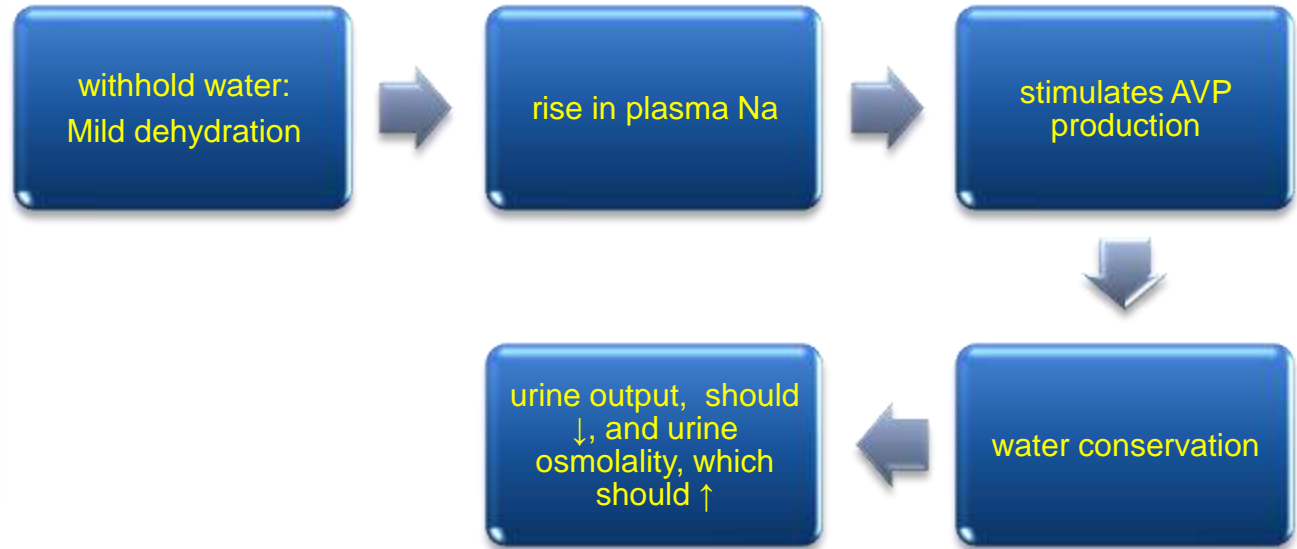 withhold water:
Mild dehydration
rise in plasma Na
stimulates AVP
production
water conservation
urine output, should
↓, and urine
osmolality, which
should ↑